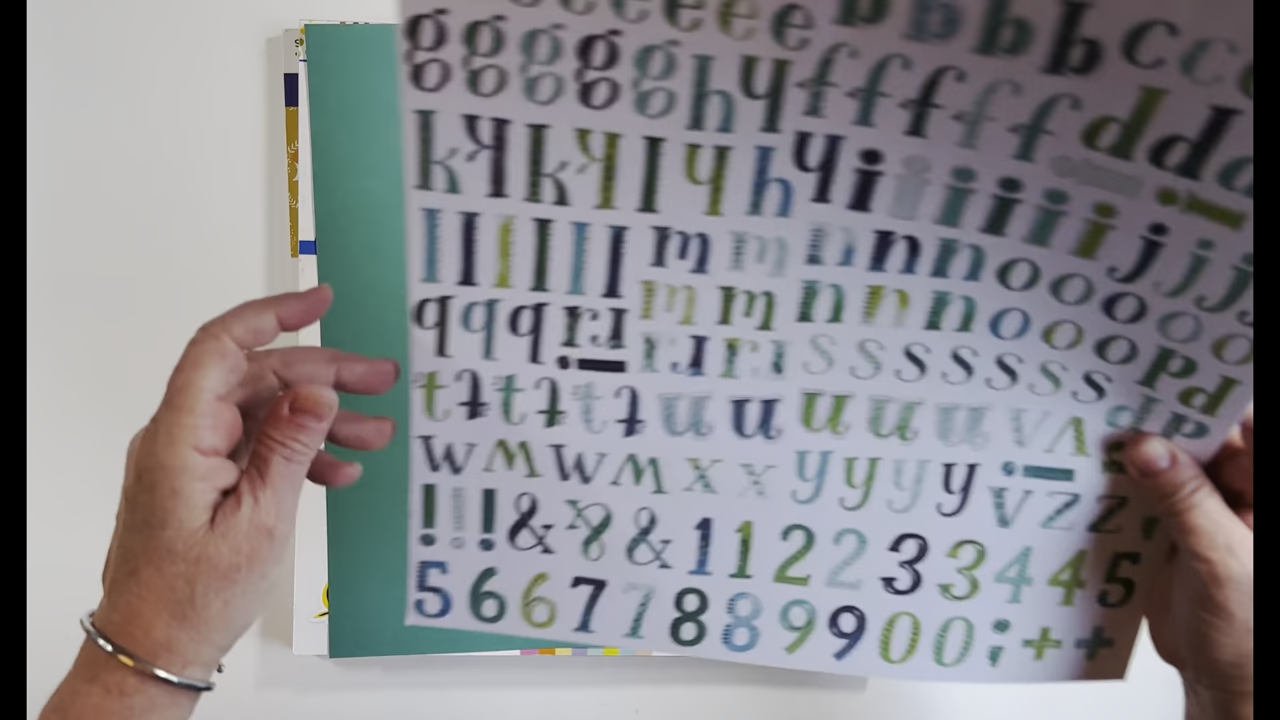 e e e e e b b b b c c
g g g g g h h f f f f f d d d
k k k k l h h h i i i i i i j j j
l l l l l l m m n n n o o o o o
m m n n n o o o o
q q q r r r r r r s s s s s s s p p
t t t t t t u u u u u v v p p
w w w w x x y y y y v z z
! ! ! & & & 1 1 2 2 3 3 4 4 5
5 6 6 7 7 8 8 9 9 0 0 ; + +